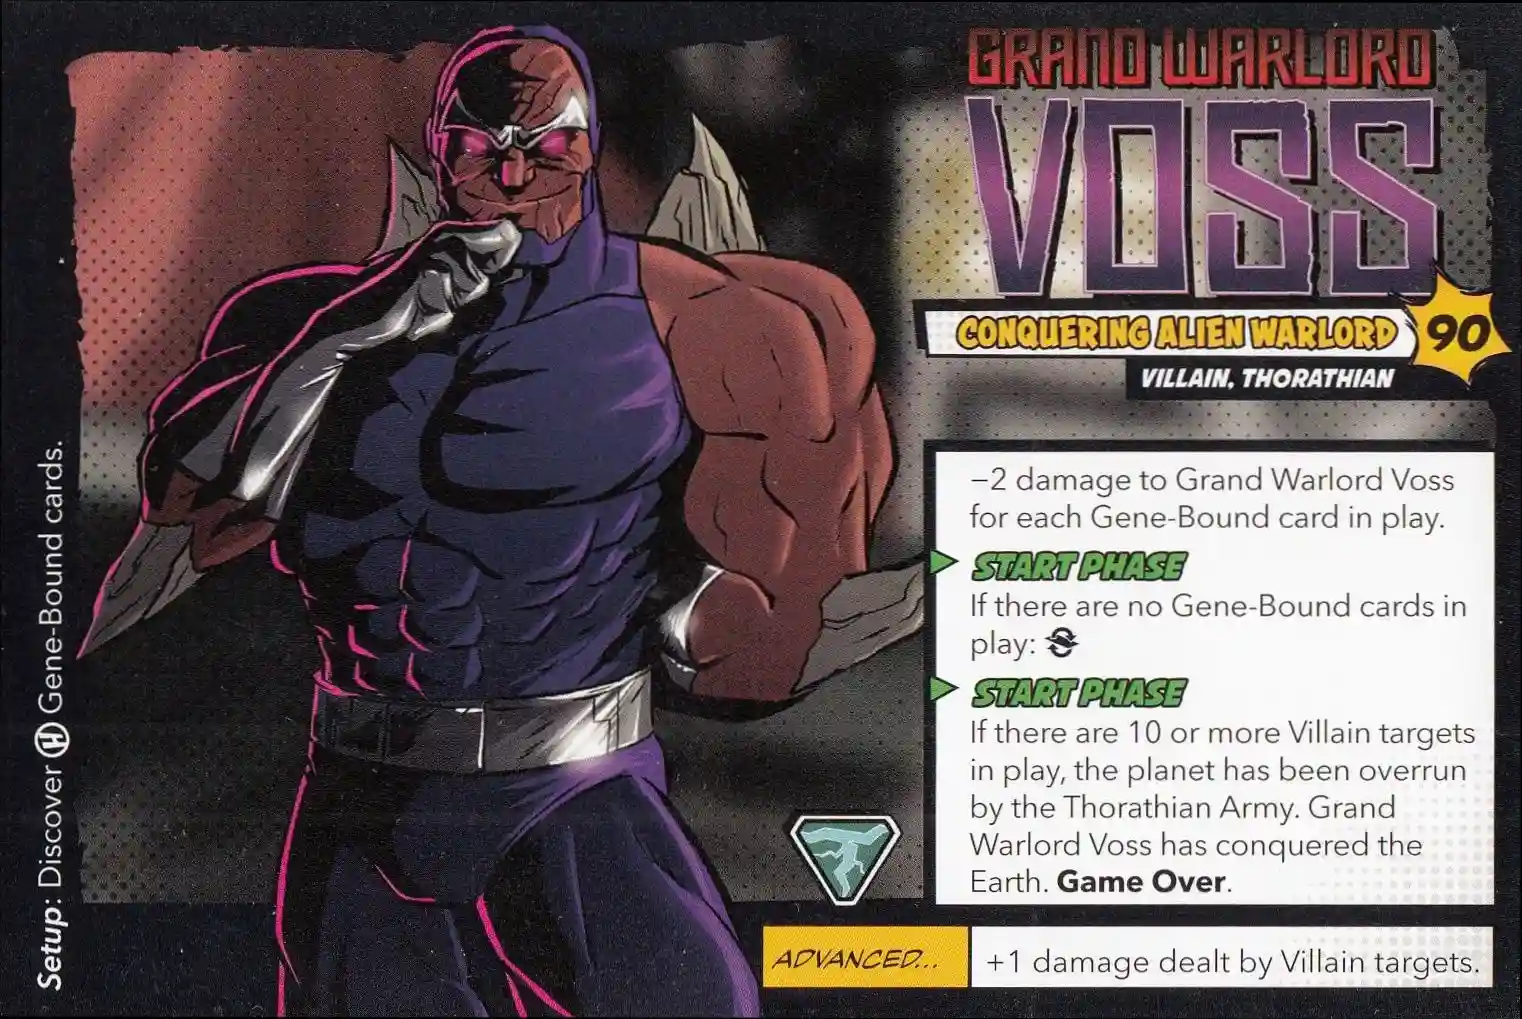 GRAND WARLORD
VOSS
CONQUERING ALIEN WARLORD
90
VILLAIN, THORATHIAN
−2 damage to Grand Warlord Voss
for each Gene-Bound card in play.
START PHASE
If there are no Gene-Bound cards in
play:
START PHASE
If there are 10 or more Villain targets
in play, the planet has been overrun
by the Thorathian Army. Grand
Warlord Voss has conquered the
Earth. Game Over.
ADVANCED...
+1 damage dealt by Villain targets.
Setup: Discover H Gene-Bound cards.